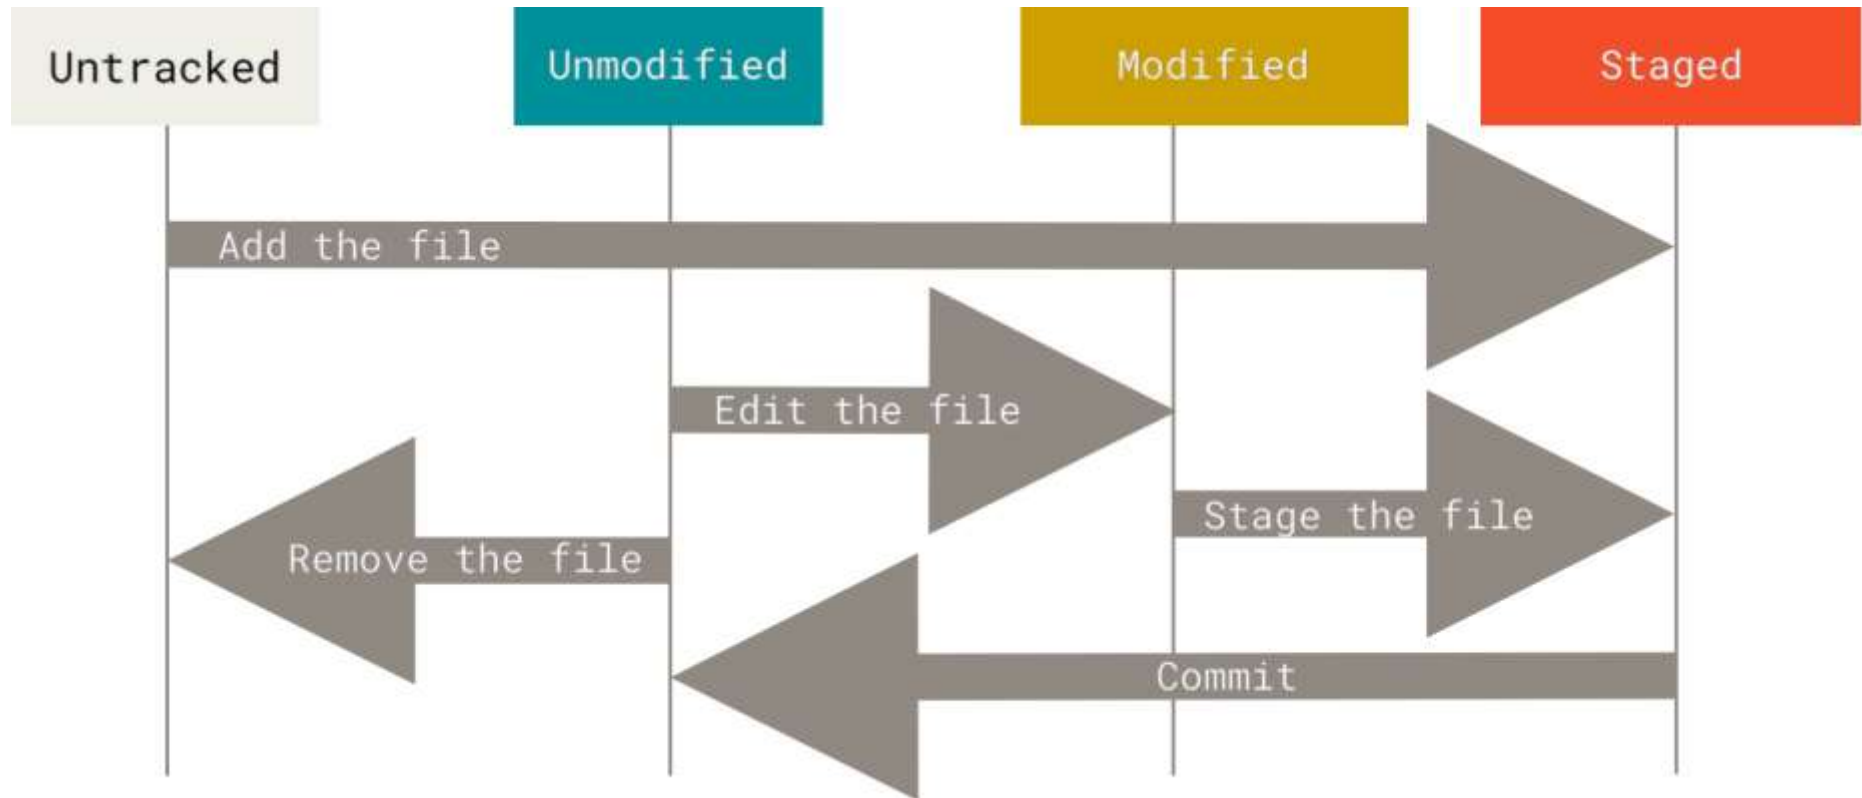 Untracked
Unmodified
Modified
Staged
Add the file
Edit the file
Stage the file
Remove the file
Commit